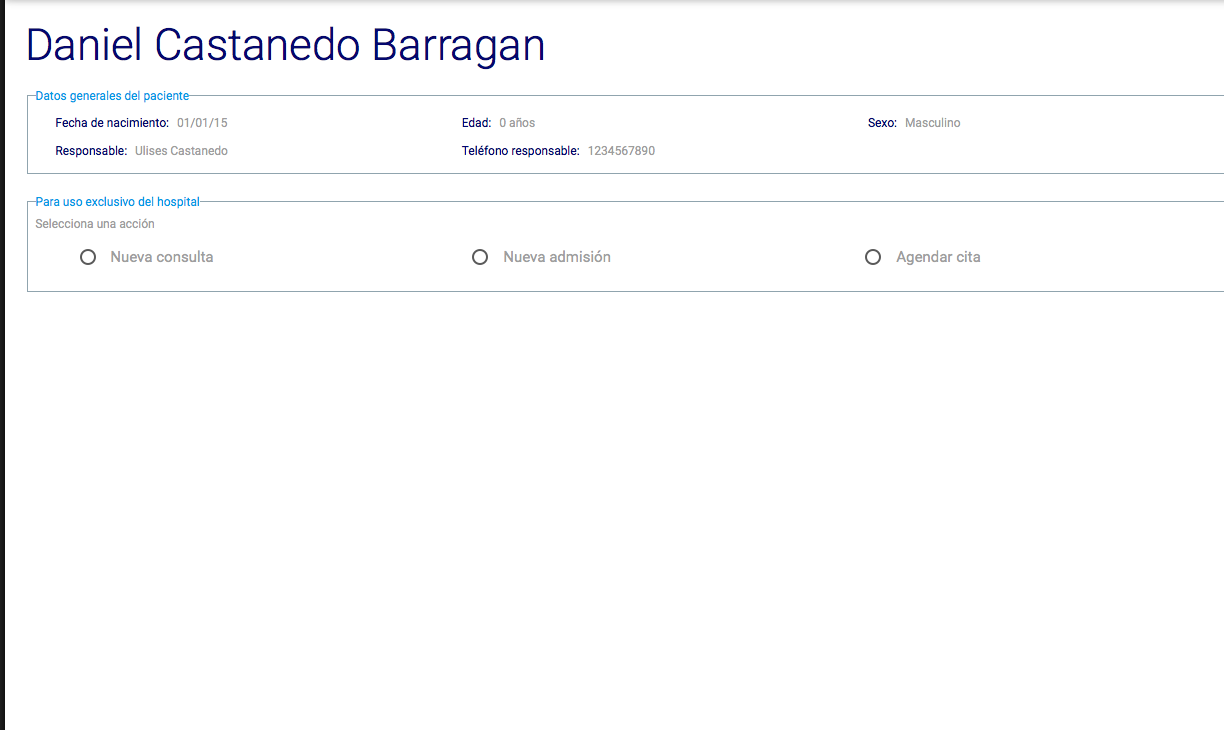 Daniel Castanedo Barragan
Datos generales del paciente
Fecha de nacimiento: 01/01/15 Edad: 0 años Sexo: Masculino
Responsable: Ulises Castanedo Teléfono responsable: 1234567890
Para uso exclusivo del hospital
Selecciona una acción
Nueva consulta Nueva admisión Agendar cita